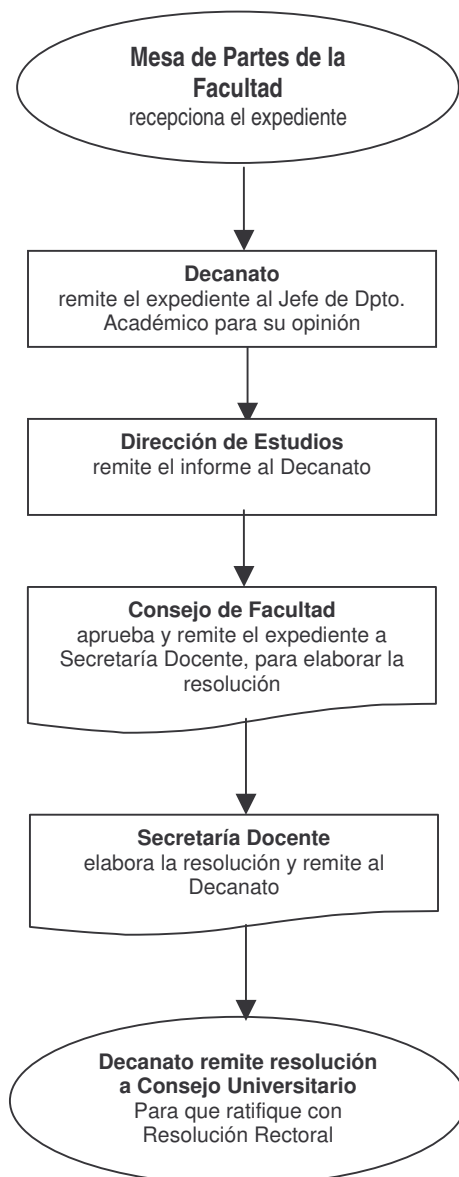 Mesa de Partes de la
Facultad
recepciona el expediente
Decanato
remite el expediente al Jefe de Dpto.
Académico para su opinión
Dirección de Estudios
remite el informe al Decanato
Consejo de Facultad
aprueba y remite el expediente a
Secretaría Docente, para elaborar la
resolución
Secretaría Docente
elabora la resolución y remite al
Decanato
Decanato remite resolución
a Consejo Universitario
Para que ratifique con
Resolución Rectoral